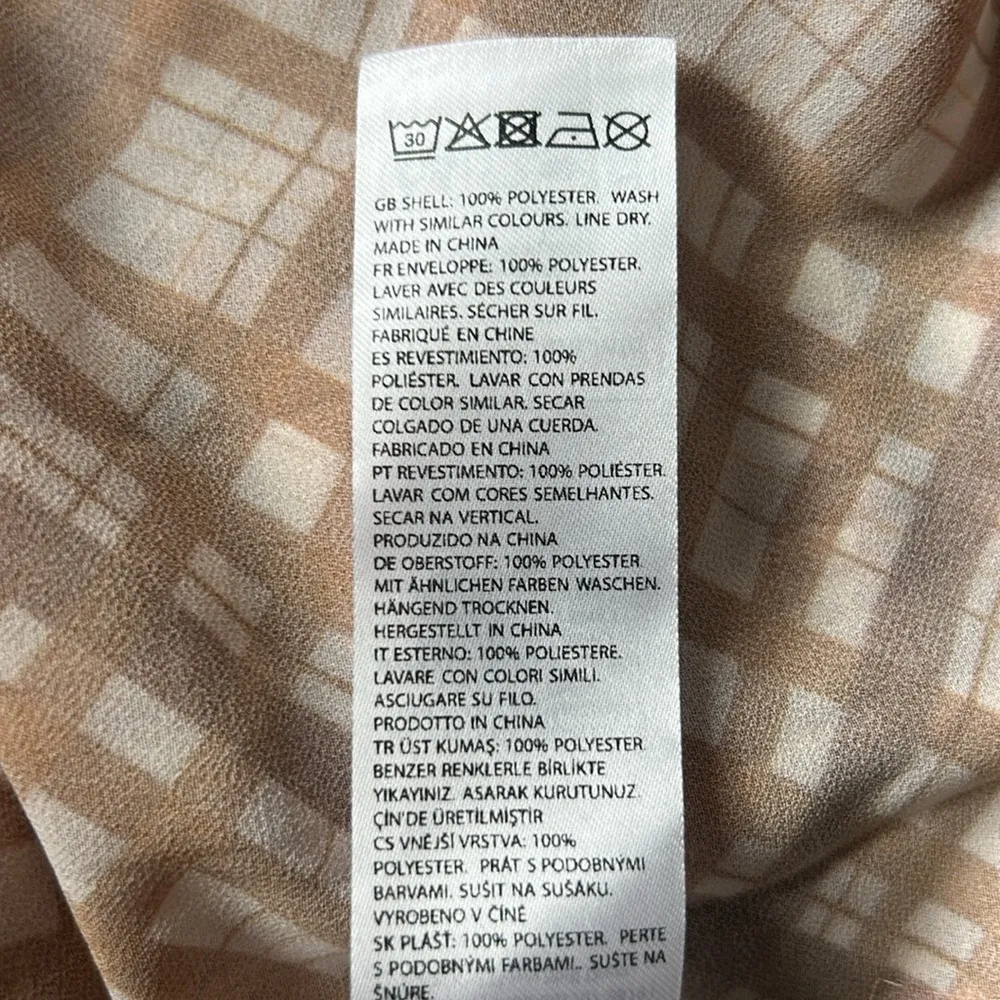 30
GB SHELL: 100% POLYESTER. WASH
WITH SIMILAR COLOURS. LINE DRY.
MADE IN CHINA
FR ENVELOPPE: 100% POLYESTER.
LAVER AVEC DES COULEURS
SIMILAIRES. SÉCHER SUR FIL.
FABRIQUÉ EN CHINE
ES REVESTIMIENTO: 100%
POLIÉSTER. LAVAR CON PRENDAS
DE COLOR SIMILAR. SECAR
COLGADO DE UNA CUERDA.
FABRICADO EN CHINA
PT REVESTIMENTO: 100% POLIÉSTER.
LAVAR COM CORES SEMELHANTES.
SECAR NA VERTICAL.
PRODUZIDO NA CHINA
DE OBERSTOFF: 100% POLYESTER.
MIT ÄHNLICHEN FARBEN WASCHEN.
HÄNGEND TROCKNEN.
HERGESTELLT IN CHINA
IT ESTERNO: 100% POLIESTERE.
LAVARE CON COLORI SIMILI.
ASCIUGARE SU FILO.
PRODOTTO IN CHINA
TR ÜST KUMAŞ: 100% POLYESTER.
BENZER RENKLERLE BİRLİKTE
YIKAYINIZ. ASARAK KURUTUNUZ.
ÇİN'DE ÜRETİLMİŞTİR
CS VNĚJŠÍ VRSTVA: 100%
POLYESTER. PRÁT S PODOBNÝMI
BARVAMI. SUŠIT NA SUŠÁKU.
VYROBENO V ČÍNĚ
SK PLÁŠŤ: 100% POLYESTER. PERTE
S PODOBNÝMI FARBAMI.. SUŠTE NA
ŠNÚRE.